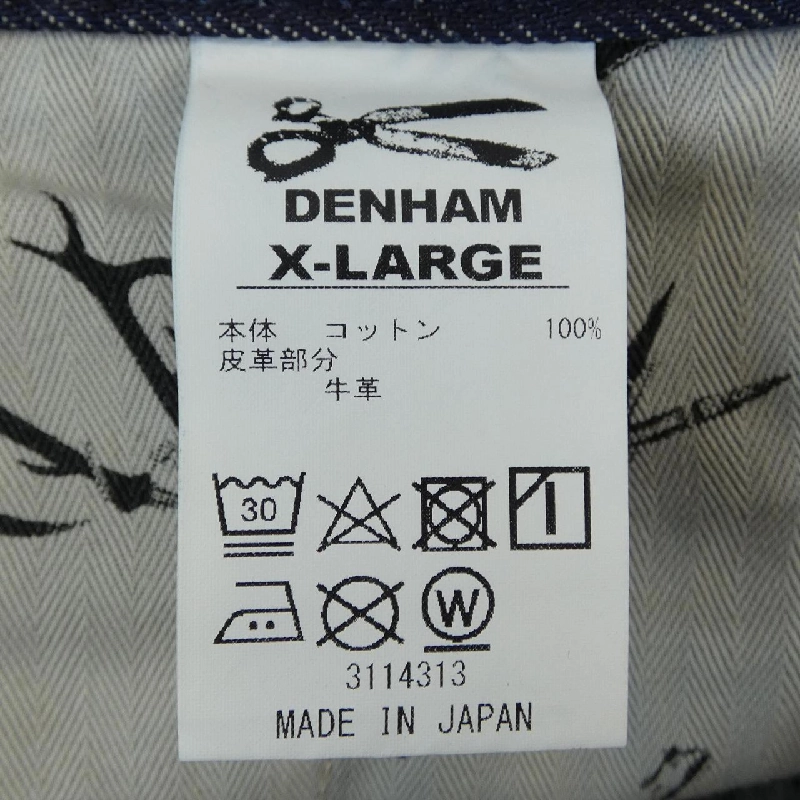 DENHAM
X-LARGE
本体 コットン 100%
皮革部分
牛革
30
W
3114313
MADE IN JAPAN